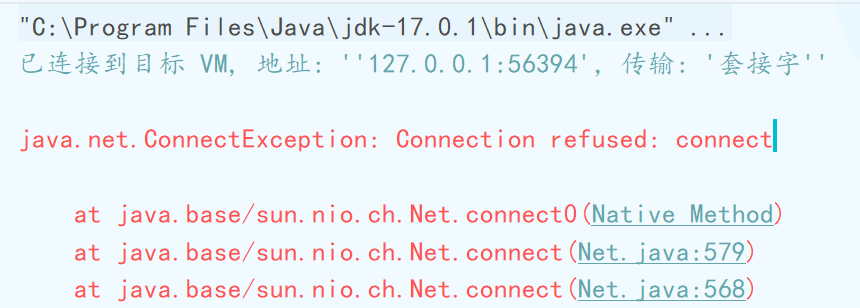 "C:\Program Files\Java\jdk-17.0.1\bin\java.exe" ...
已连接到目标 VM, 地址: ''127.0.0.1:56394', 传输: '套接字''
java.net.ConnectException: Connection refused: connect
at java.base/sun.nio.ch.Net.connect0(Native Method)
at java.base/sun.nio.ch.Net.connect(Net.java:579)
at java.base/sun.nio.ch.Net.connect(Net.java:568)